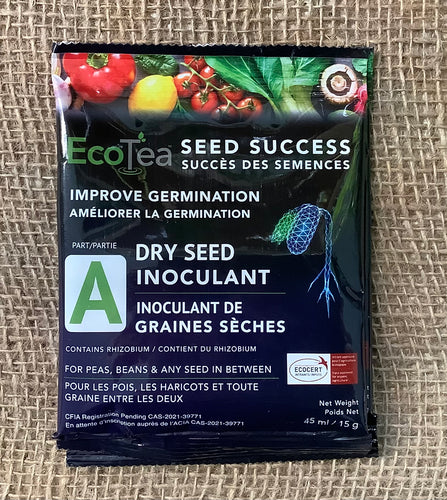 EcoTea SEED SUCCESS
SUCCÈS DES SEMENCES
IMPROVE GERMINATION
AMÉLIORER LA GERMINATION
PART/PARTIE
A
DRY SEED
INOCULANT
INOCULANT DE
GRAINES SÈCHES
CONTAINS RHIZOBIUM / CONTIENT DU RHIZOBIUM
FOR PEAS, BEANS & ANY SEED IN BETWEEN
POUR LES POIS, LES HARICOTS ET TOUTE
GRAINE ENTRE LES DEUX
CFIA Registration Pending CAS-2021-39771
En attente d'inscription auprès de l'ACIA CAS-2021-39771
ECOCERT
Net Weight
Poids Net
45 ml / 15 g